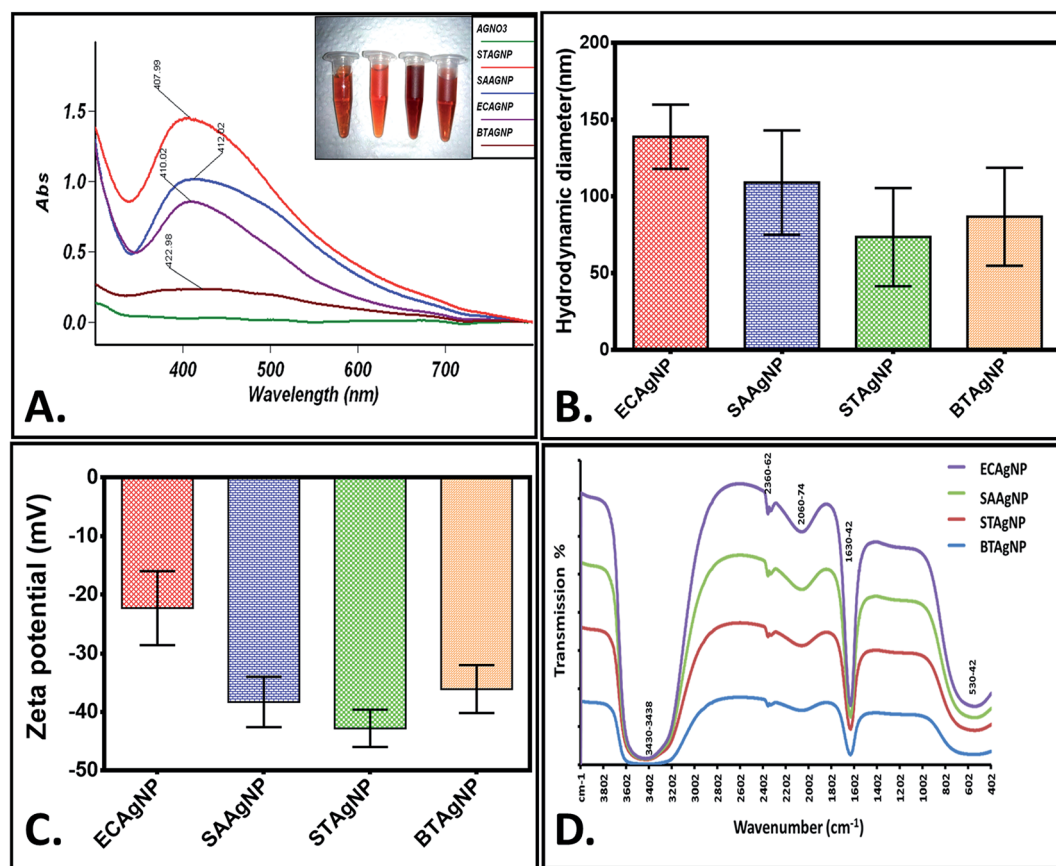 AGNO3
STAGNP
SAAGNP
ECAGNP
BTAGNP
407.99
412.02
410.02
422.98
Abs
1.5
1.0
0.5
0.0
400 500 600 700
Wavelength (nm)
A.
Hydrodynamic diameter(nm)
200
150
100
50
0
ECAgNP SAAgNP STAgNP BTAgNP
B.
Zeta potential (mV)
0
-10
-20
-30
-40
-50
ECAgNP SAAgNP STAgNP BTAgNP
C.
ECAgNP
SAAgNP
STAgNP
BTAgNP
2360-62
2060-74
1630-42
530-42
3430-3438
Transmission %
cm-1 3802 3602 3402 3202 3002 2802 2602 2402 2202 2002 1802 1602 1402 1202 1002 802 602 402
Wavenumber (cm-1)
D.